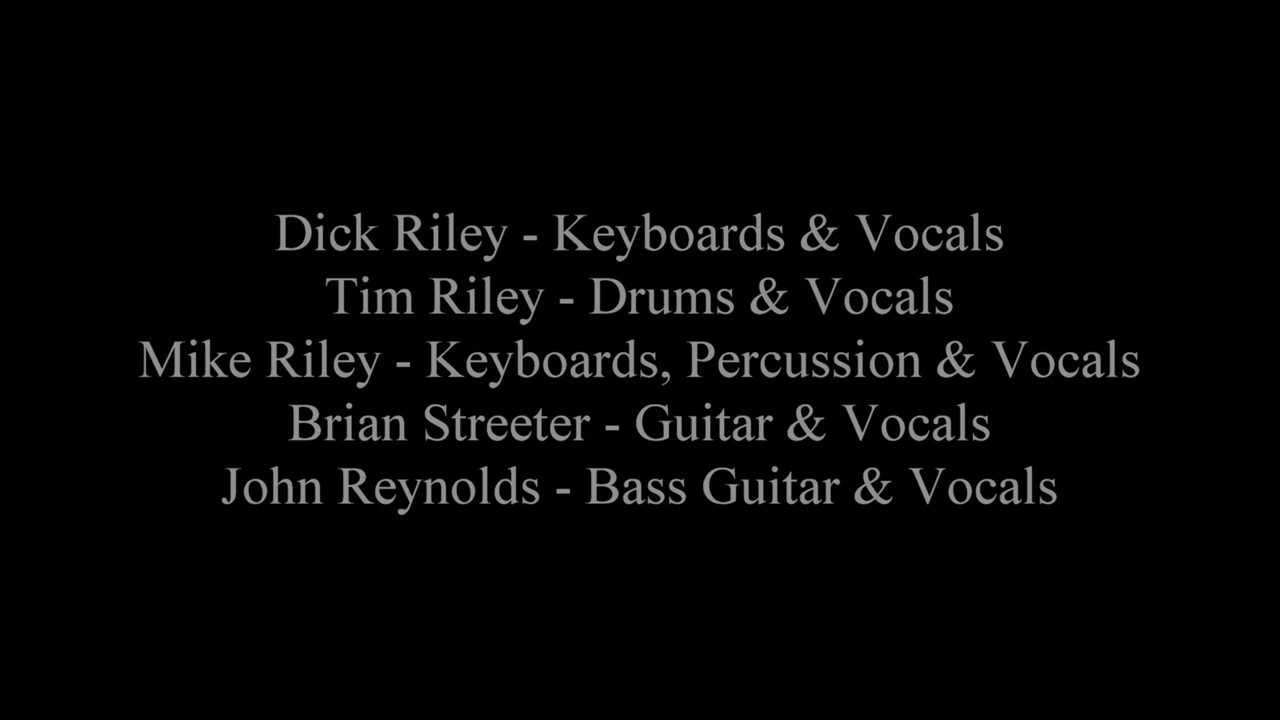 Dick Riley - Keyboards & Vocals
Tim Riley - Drums & Vocals
Mike Riley - Keyboards, Percussion & Vocals
Brian Streeter - Guitar & Vocals
John Reynolds - Bass Guitar & Vocals